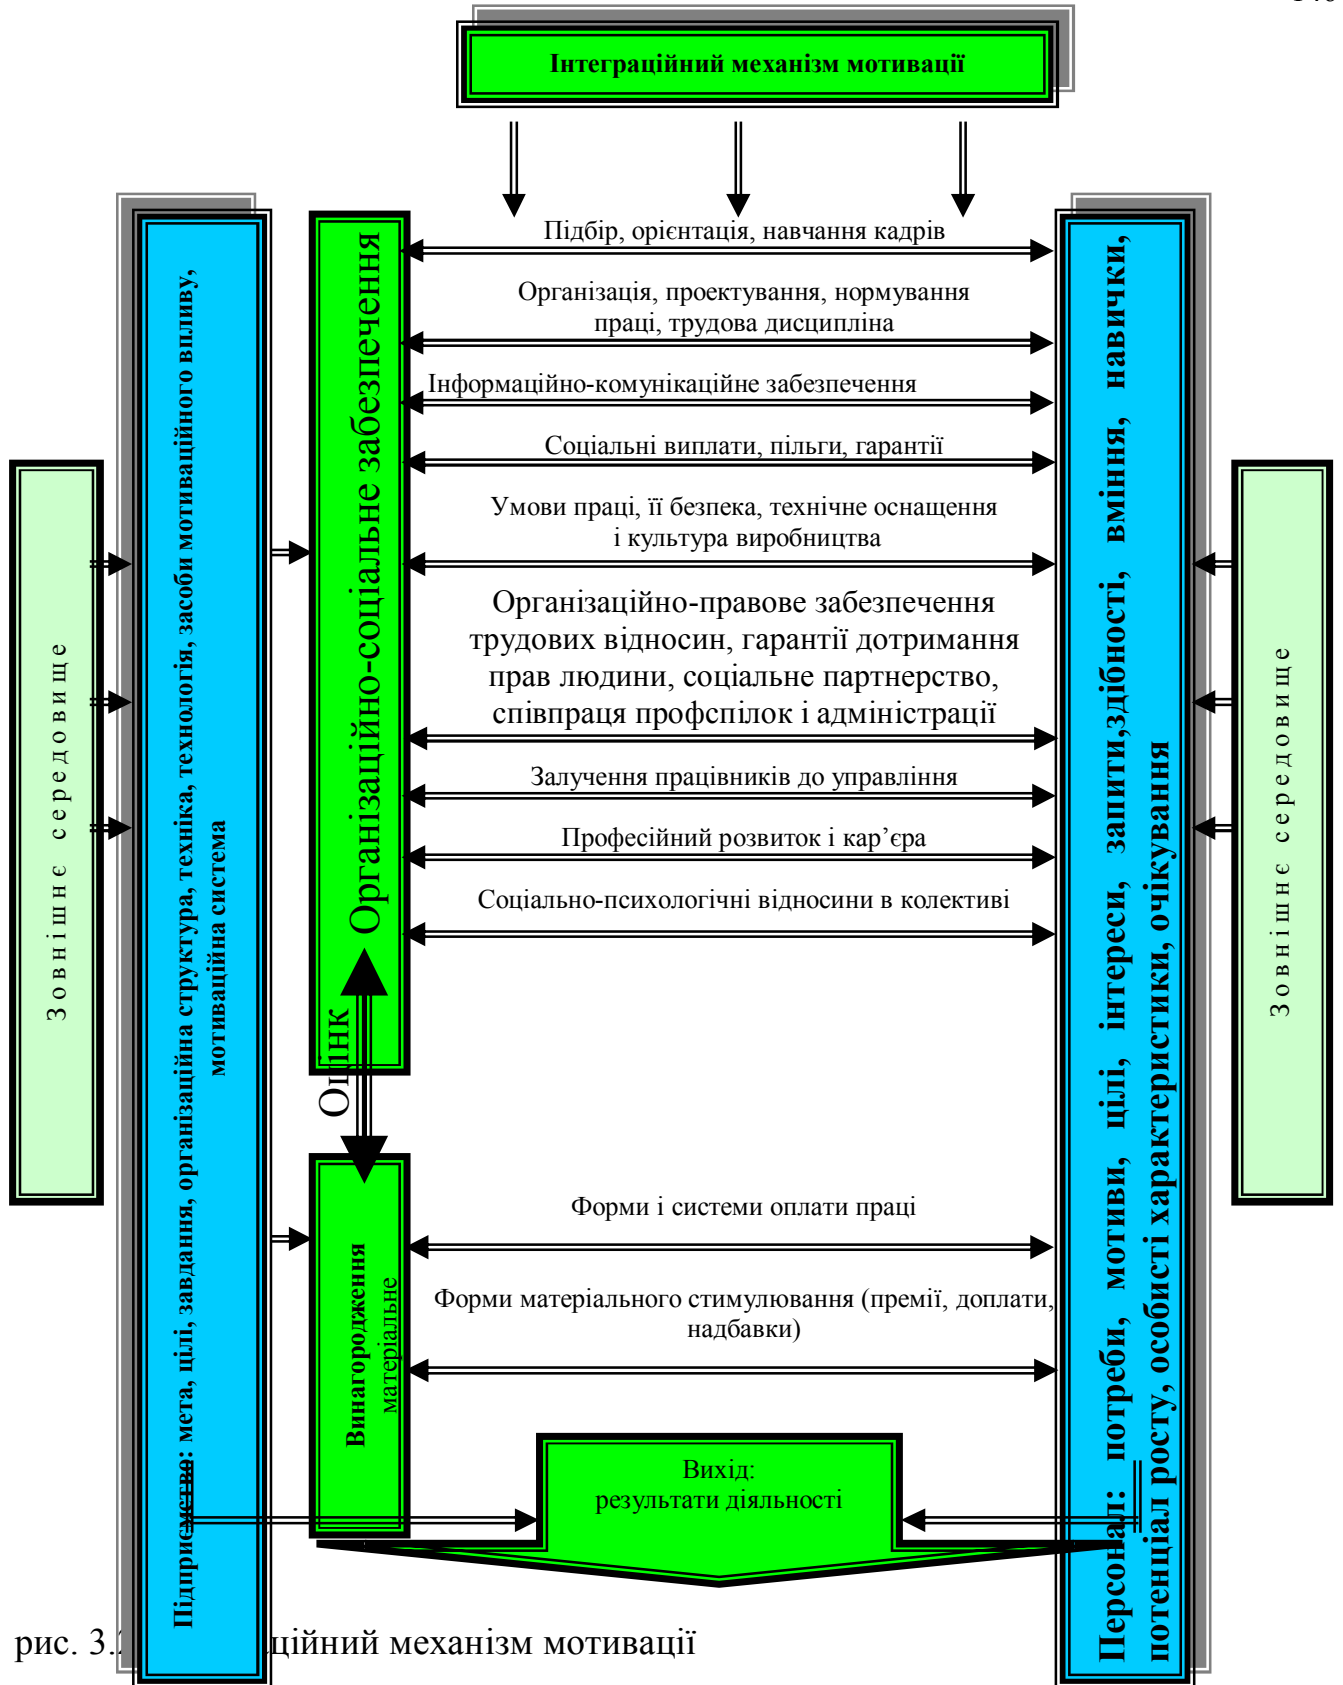 Інтеграційний механізм мотивації
Підбір, орієнтація, навчання кадрів
Організація, проектування, нормування
праці, трудова дисципліна
Інформаційно-комунікаційне забезпечення
Соціальні виплати, пільги, гарантії
Умови праці, її безпека, технічне оснащення
і культура виробництва
Організаційно-правове забезпечення
трудових відносин, гарантії дотримання
прав людини, соціальне партнерство,
співпраця профспілок і адміністрації
Залучення працівників до управління
Професійний розвиток і кар’єра
Соціально-психологічні відносини в колективі
Форми і системи оплати праці
Форми матеріального стимулювання (премії, доплати,
надбавки)
Зовнішнє середовище
Підприємство: мета, цілі, завдання, організаційна структура, техніка, технологія, засоби мотиваційного впливу,
мотиваційна система
Організаційно-соціальне забезпечення
Оцінк
Винагородження
матеріальне
Персонал: потреби, мотиви, цілі, інтереси, запити,здібності, вміння, навички,
потенціал росту, особисті характеристики, очікування
Зовнішнє середовище
Вихід:
результати діяльності
рис. 3. ційний механізм мотивації